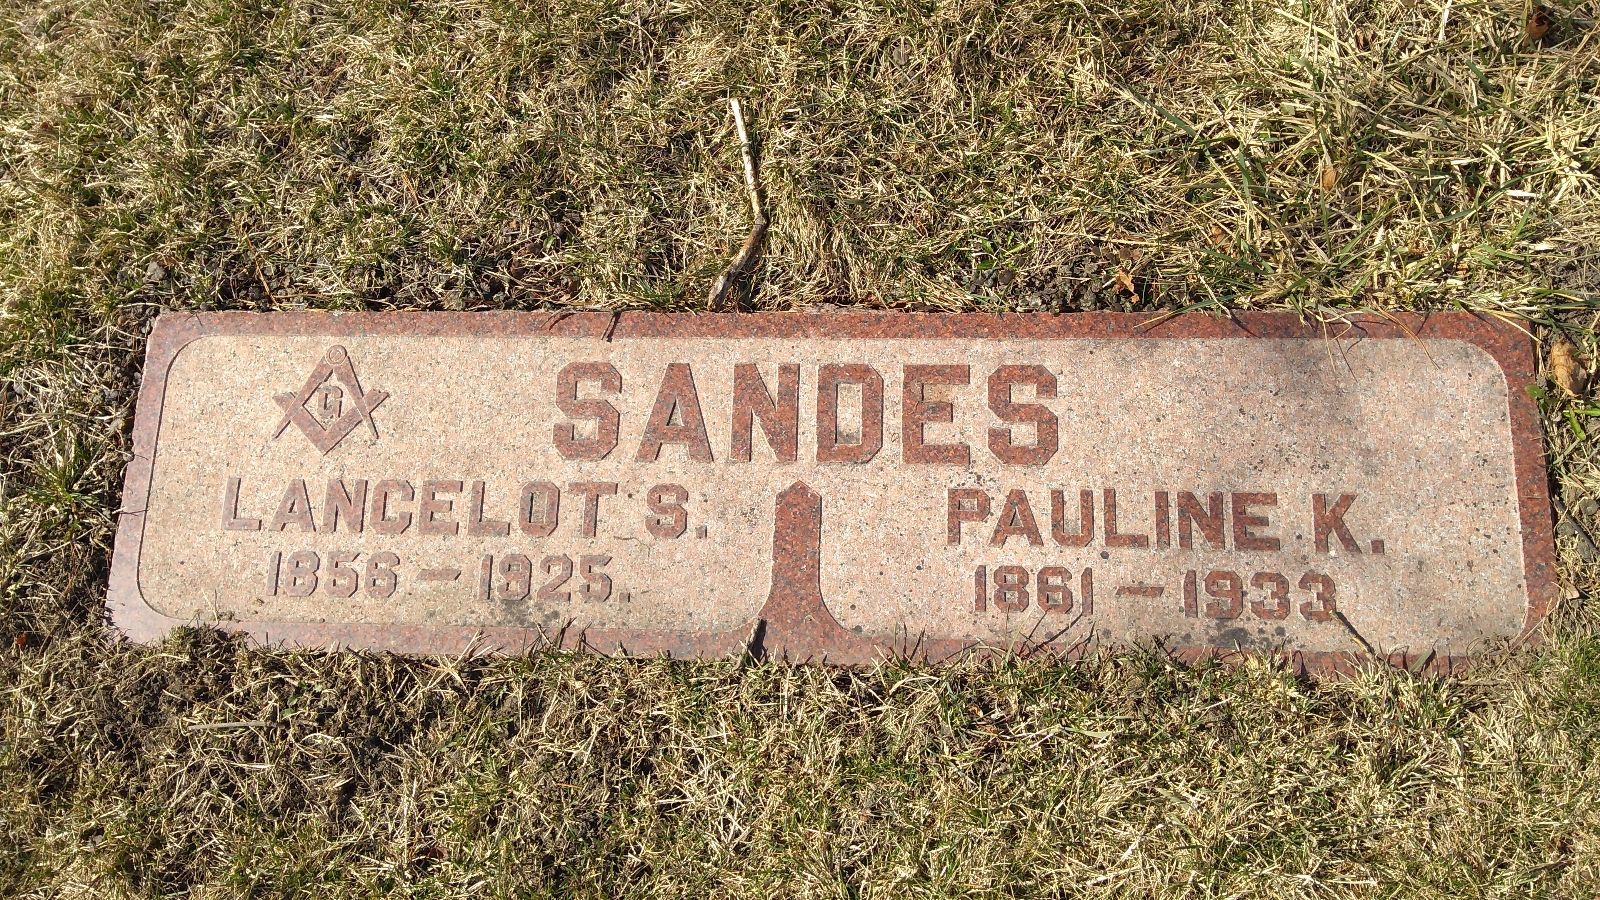 G
SANDES
LANCELOT S.
1856 - 1925.
PAULINE K.
1861 - 1933